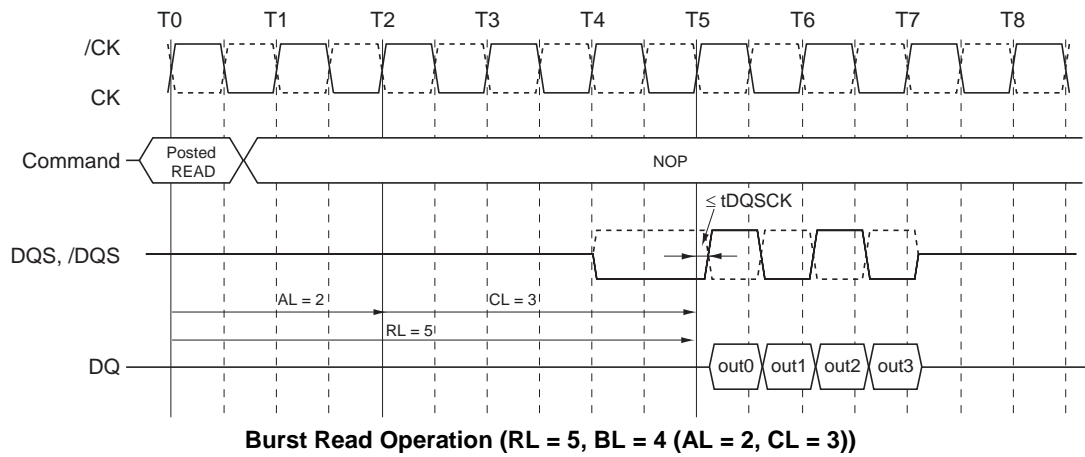 T0 T1 T2 T3 T4 T5 T6 T7 T8
/CK
CK
Command
Posted
READ
NOP
≤ tDQSCK
DQS, /DQS
AL = 2
CL = 3
RL = 5
DQ
out0 out1 out2 out3
Burst Read Operation (RL = 5, BL = 4 (AL = 2, CL = 3))